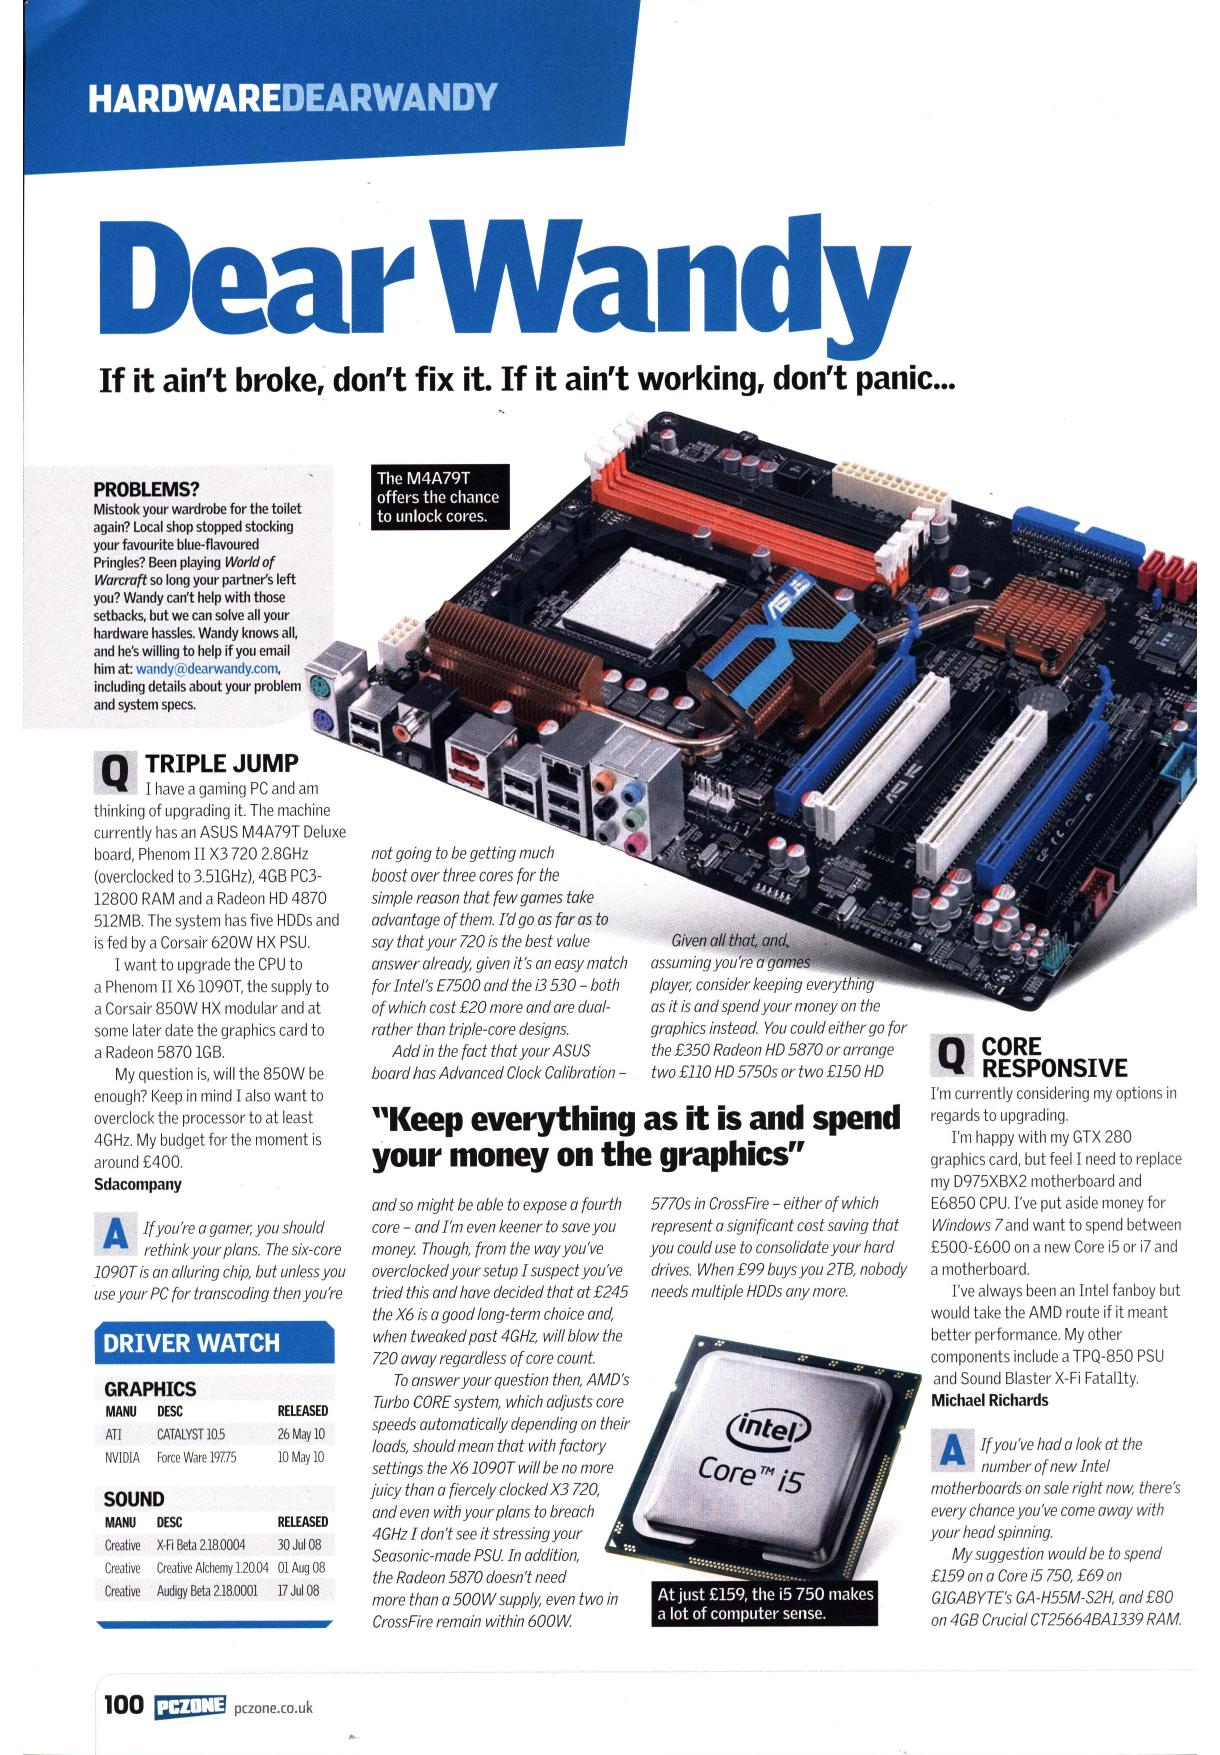 HARDWAREDEARWANDY
Dear Wandy
If it ain't broke, don't fix it. If it ain't working, don't panic...
PROBLEMS?
Mistook your wardrobe for the toilet
again? Local shop stopped stocking
your favourite blue-flavoured
Pringles? Been playing World of
Warcraft so long your partner's left
you? Wandy can't help with those
setbacks, but we can solve all your
hardware hassles. Wandy knows all,
and he's willing to help if you email
him at: wandy@dearwandy.com,
including details about your problem
and system specs.
The M4A79T
offers the chance
to unlock cores.
ASUS
Q TRIPLE JUMP
I have a gaming PC and am
thinking of upgrading it. The machine
currently has an ASUS M4A79T Deluxe
board, Phenom II X3 720 2.8GHz
(overclocked to 3.51GHz), 4GB PC3-
12800 RAM and a Radeon HD 4870
512MB. The system has five HDDs and
is fed by a Corsair 620W HX PSU.
I want to upgrade the CPU to
a Phenom II X6 1090T, the supply to
a Corsair 850W HX modular and at
some later date the graphics card to
a Radeon 5870 1GB.
My question is, will the 850W be
enough? Keep in mind I also want to
overclock the processor to at least
4GHz. My budget for the moment is
around £400.
Sdacompany
A If you're a gamer, you should
rethink your plans. The six-core
1090T is an alluring chip, but unless you
use your PC for transcoding then you're
not going to be getting much
boost over three cores for the
simple reason that few games take
advantage of them. I'd go as far as to
say that your 720 is the best value
answer already, given it's an easy match
for Intel's E7500 and the i3 530 – both
of which cost £20 more and are dual-
rather than triple-core designs.
Add in the fact that your ASUS
board has Advanced Clock Calibration –
"Keep everything as it is and spend
your money on the graphics"
and so might be able to expose a fourth
core – and I'm even keener to save you
money. Though, from the way you've
overclocked your setup I suspect you've
tried this and have decided that at £245
the X6 is a good long-term choice and,
when tweaked past 4GHz, will blow the
720 away regardless of core count.
To answer your question then, AMD's
Turbo CORE system, which adjusts core
speeds automatically depending on their
loads, should mean that with factory
settings the X6 1090T will be no more
juicy than a fiercely clocked X3 720,
and even with your plans to breach
4GHz I don't see it stressing your
Seasonic-made PSU. In addition,
the Radeon 5870 doesn't need
more than a 500W supply, even two in
CrossFire remain within 600W.
Given all that, and,
assuming you're a games
player, consider keeping everything
as it is and spend your money on the
graphics instead. You could either go for
the £350 Radeon HD 5870 or arrange
two £110 HD 5750s or two £150 HD
5770s in CrossFire – either of which
represent a significant cost saving that
you could use to consolidate your hard
drives. When £99 buys you 2TB, nobody
needs multiple HDDs any more.
intel
Core™ i5
At just £159, the i5 750 makes
a lot of computer sense.
Q CORE
RESPONSIVE
I'm currently considering my options in
regards to upgrading.
I'm happy with my GTX 280
graphics card, but feel I need to replace
my D975XBX2 motherboard and
E6850 CPU. I've put aside money for
Windows 7 and want to spend between
£500-£600 on a new Core i5 or i7 and
a motherboard.
I've always been an Intel fanboy but
would take the AMD route if it meant
better performance. My other
components include a TPQ-850 PSU
and Sound Blaster X-Fi Fatal1ty.
Michael Richards
A If you've had a look at the
number of new Intel
motherboards on sale right now, there's
every chance you've come away with
your head spinning.
My suggestion would be to spend
£159 on a Core i5 750, £69 on
GIGABYTE's GA-H55M-S2H, and £80
on 4GB Crucial CT25664BA1339 RAM.
DRIVER WATCH
GRAPHICS
MANU DESC RELEASED
ATI CATALYST 10.5 26 May 10
NVIDIA Force Ware 197.75 10 May 10
SOUND
MANU DESC RELEASED
Creative X-Fi Beta 2.18.0004 30 Jul 08
Creative Creative Alchemy 1.20.04 01 Aug 08
Creative Audigy Beta 2.18.0001 17 Jul 08
100 PCZONE pczone.co.uk